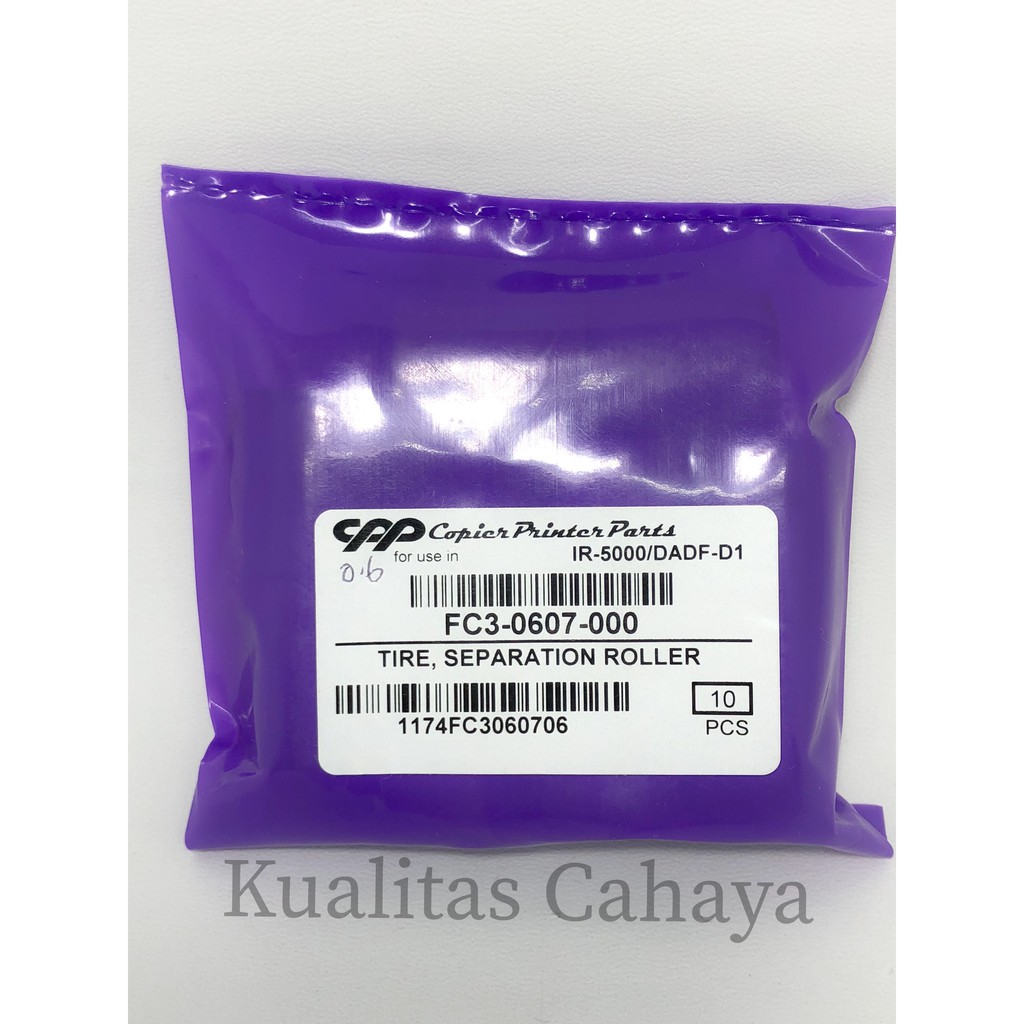 CPP Copier Printer Parts
for use in IR-5000/DADF-D1
0.6
FC3-0607-000
TIRE, SEPARATION ROLLER
1174FC3060706
10
PCS
Kualitas Cahaya